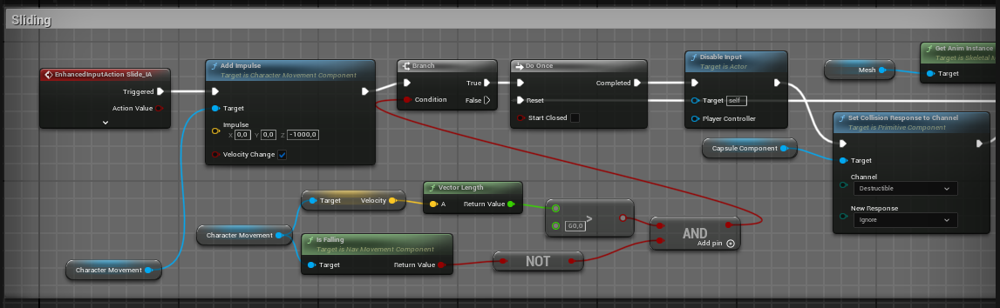 Sliding
EnhancedInputAction Slide_IA
Triggered
Action Value
Add Impulse
Target is Character Movement Component
Target
Impulse
X 0,0 Y 0,0 Z -1000,0
Velocity Change
Branch
True
Condition False
Do Once
Completed
Reset
Start Closed
Disable Input
Target is Actor
Target self
Player Controller
Mesh
Get Anim Instance
Target is Skeletal M
Target
Capsule Component
Set Collision Response to Channel
Target is Primitive Component
Target
Channel
Destructible
New Response
Ignore
Target Velocity
Vector Length
A Return Value
>
60,0
AND
Add pin
Character Movement
Is Falling
Target is Nav Movement Component
Target Return Value
NOT
Character Movement